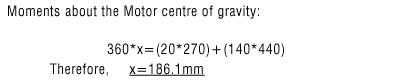 Moments about the Motor centre of gravity:
360*x=(20*270)+(140*440)
Therefore, x=186.1mm